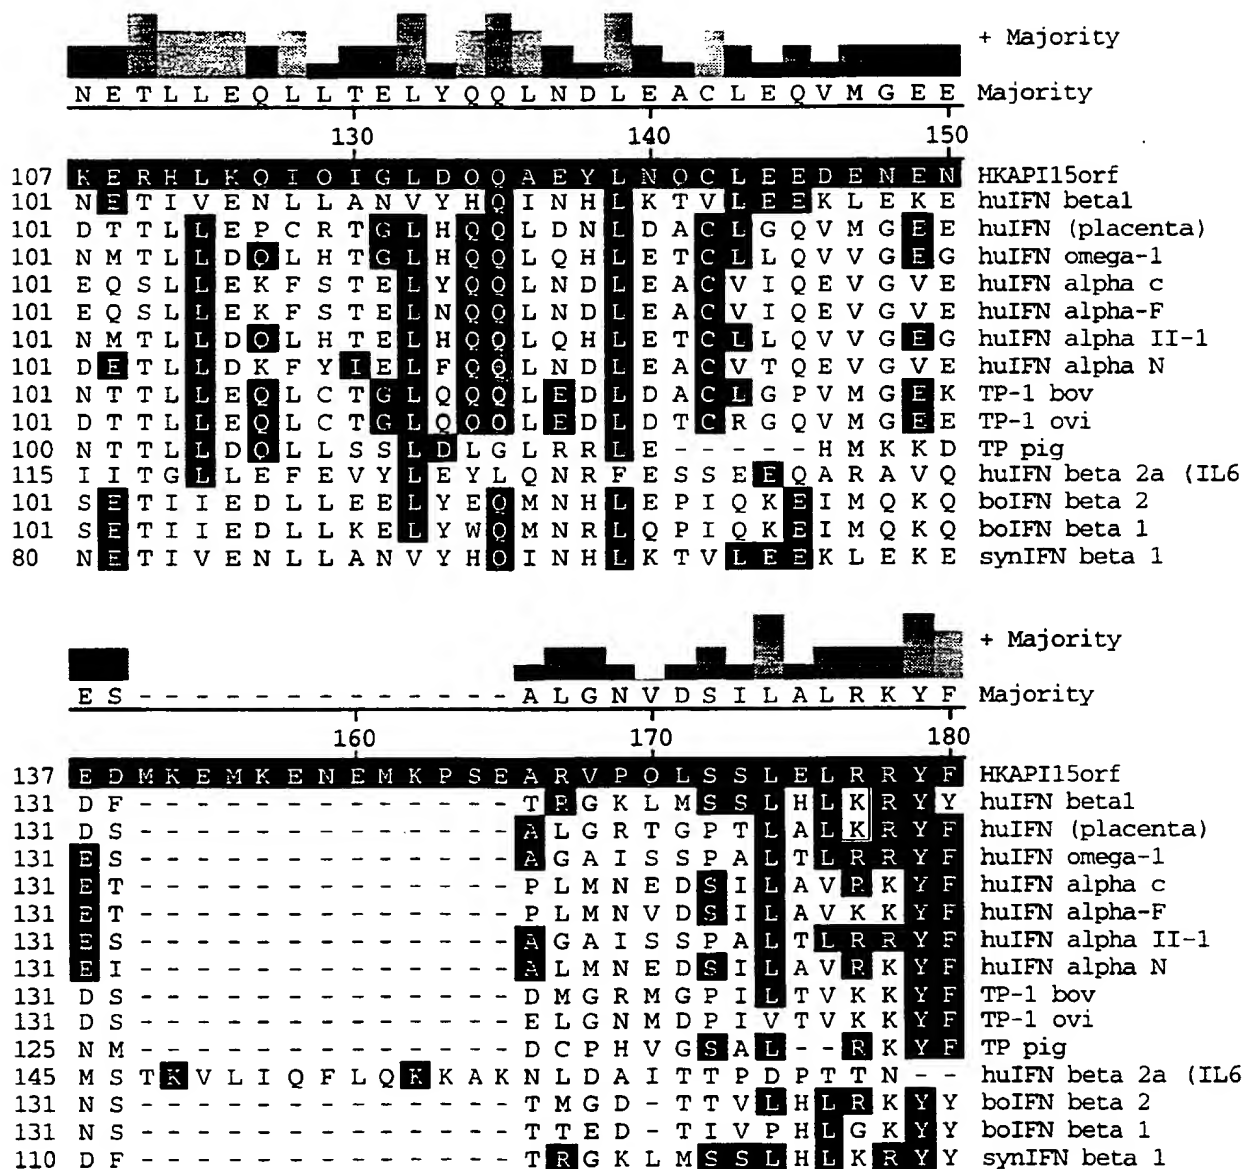 + Majority
N E T L L E Q L L T E L Y Q Q L N D L E A C L E Q V M G E E Majority
130 140 150
107 K E R H L K Q I Q I G L D Q Q A E Y L N Q C L E E D E N E N HKAPI15orf
101 N E T I V E N L L A N V Y H Q I N H L K T V L E E K L E K E huIFN beta1
101 D T T L L E P C R T G L H Q Q L D N L D A C L G Q V M G E E huIFN (placenta)
101 N M T L L D Q L H T G L H Q Q L Q H L E T C L L Q V V G E G huIFN omega-1
101 E Q S L L E K F S T E L Y Q Q L N D L E A C V I Q E V G V E huIFN alpha c
101 E Q S L L E K F S T E L N Q Q L N D L E A C V I Q E V G V E huIFN alpha-F
101 N M T L L D Q L H T E L H Q Q L Q H L E T C L L Q V V G E G huIFN alpha II-1
101 D E T L L D K F Y I E L F Q Q L N D L E A C V T Q E V G V E huIFN alpha N
101 N T T L L E Q L C T G L Q Q Q L E D L D A C L G P V M G E K TP-1 bov
101 D T T L L E Q L C T G L Q Q Q L E D L D T C R G Q V M G E E TP-1 ovi
100 N T T L L D Q L L S S L D L G L R R L E - - - - - H M K K D TP pig
115 I I T G L L E F E V Y L E Y L Q N R F E S S E E Q A R A V Q huIFN beta 2a (IL6
101 S E T I I E D L L E E L Y E Q M N H L E P I Q K E I M Q K Q boIFN beta 2
101 S E T I I E D L L K E L Y W Q M N R L Q P I Q K E I M Q K Q boIFN beta 1
80 N E T I V E N L L A N V Y H Q I N H L K T V L E E K L E K E synIFN beta 1
+ Majority
E S - - - - - - - - - - - - - A L G N V D S I L A L R K Y F Majority
160 170 180
137 E D M K E M K E N E M K P S E A R V P Q L S S L E L R R Y F HKAPI15orf
131 D F - - - - - - - - - - - - - T R G K L M S S L H L K R Y Y huIFN beta1
131 D S - - - - - - - - - - - - - A L G R T G P T L A L K R Y F huIFN (placenta)
131 E S - - - - - - - - - - - - - A G A I S S P A L T L R R Y F huIFN omega-1
131 E T - - - - - - - - - - - - - P L M N E D S I L A V R K Y F huIFN alpha c
131 E T - - - - - - - - - - - - - P L M N V D S I L A V K K Y F huIFN alpha-F
131 E S - - - - - - - - - - - - - A G A I S S P A L T L R R Y F huIFN alpha II-1
131 E I - - - - - - - - - - - - - A L M N E D S I L A V R K Y F huIFN alpha N
131 D S - - - - - - - - - - - - - D M G R M G P I L T V K K Y F TP-1 bov
131 D S - - - - - - - - - - - - - E L G N M D P I V T V K K Y F TP-1 ovi
125 N M - - - - - - - - - - - - - D C P H V G S A L - - R K Y F TP pig
145 M S T K V L I Q F L Q K K A K N L D A I T T P D P T T N - - huIFN beta 2a (IL6
131 N S - - - - - - - - - - - - - T M G D - T T V L H L R K Y Y boIFN beta 2
131 N S - - - - - - - - - - - - - T T E D - T I V P H L G K Y Y boIFN beta 1
110 D F - - - - - - - - - - - - - T R G K L M S S L H L K R Y Y synIFN beta 1